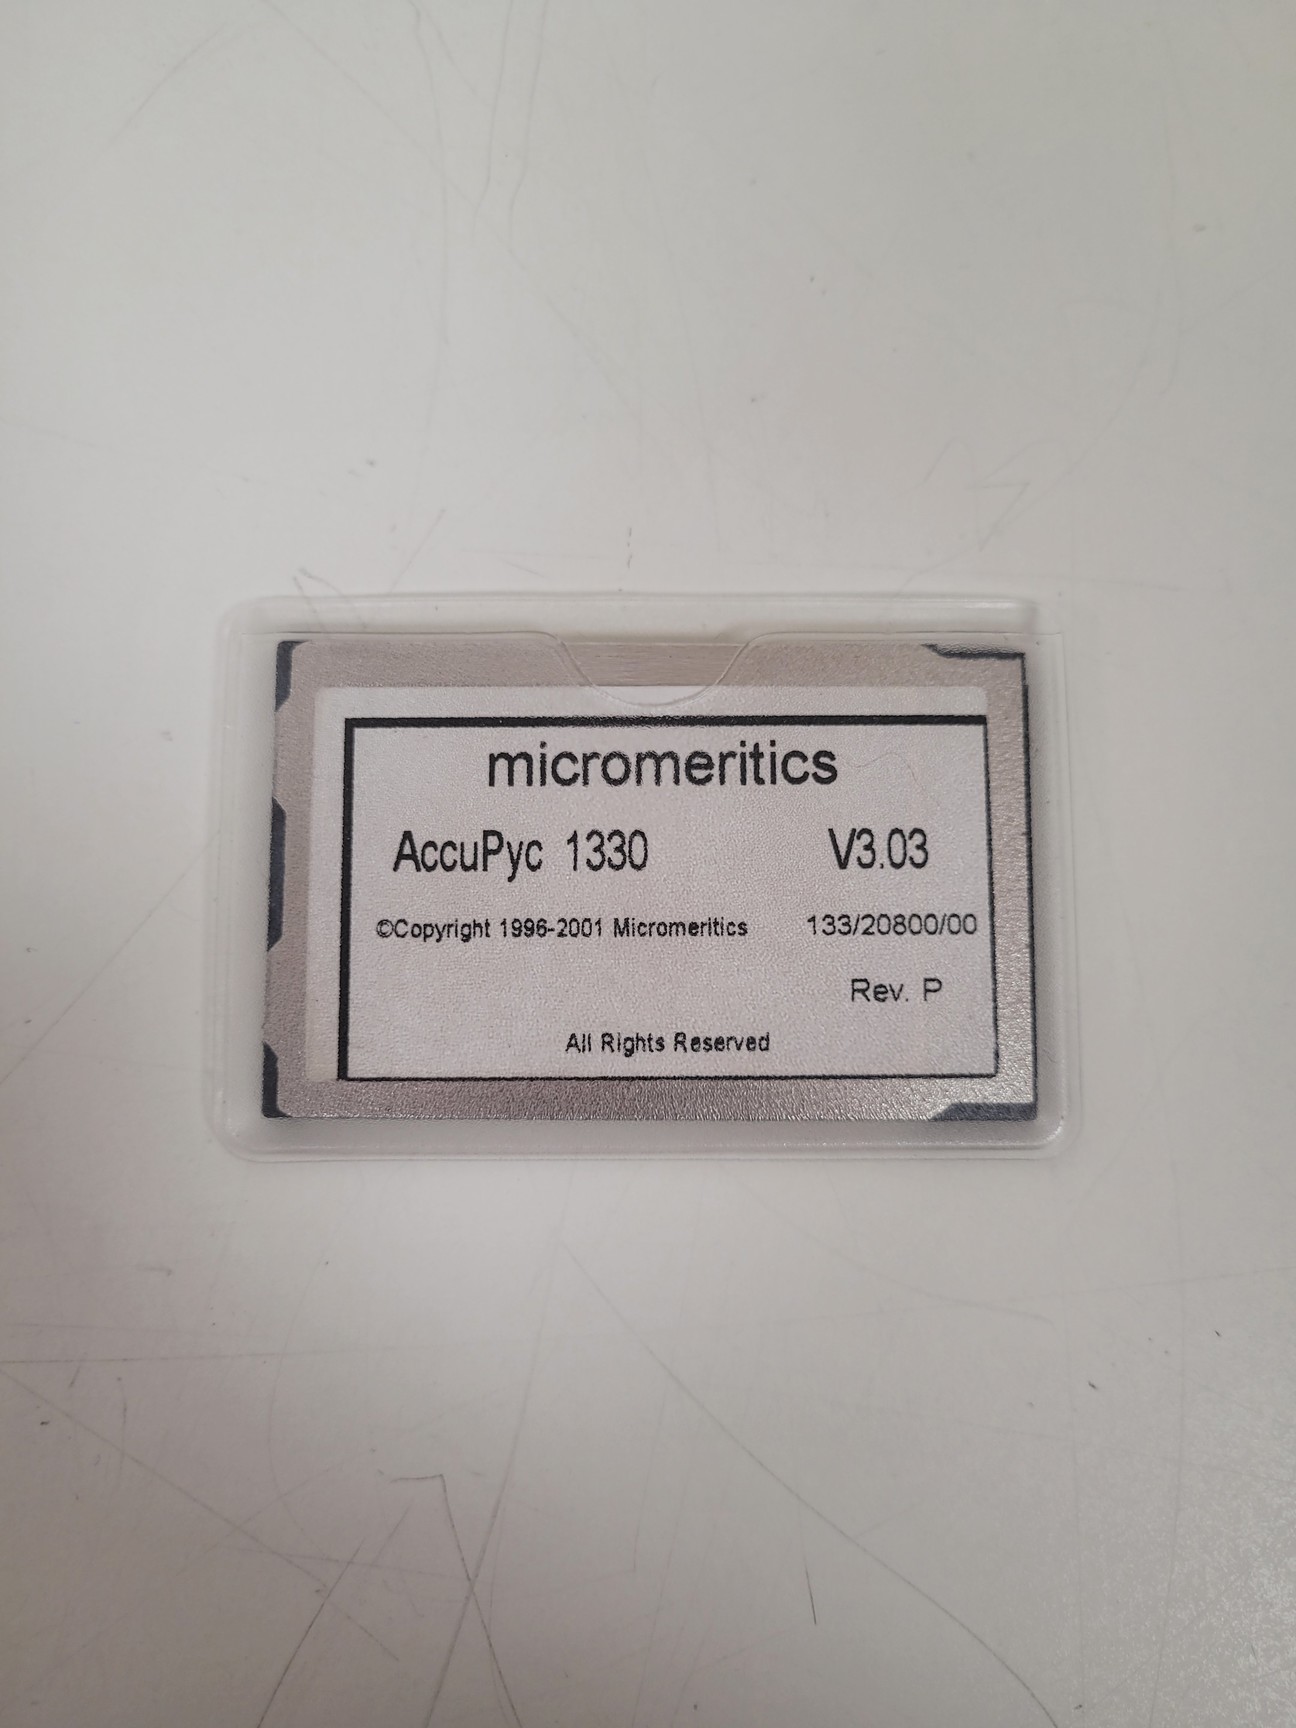 micromeritics
AccuPyc 1330 V3.03
©Copyright 1996-2001 Micromeritics 133/20800/00
Rev. P
All Rights Reserved